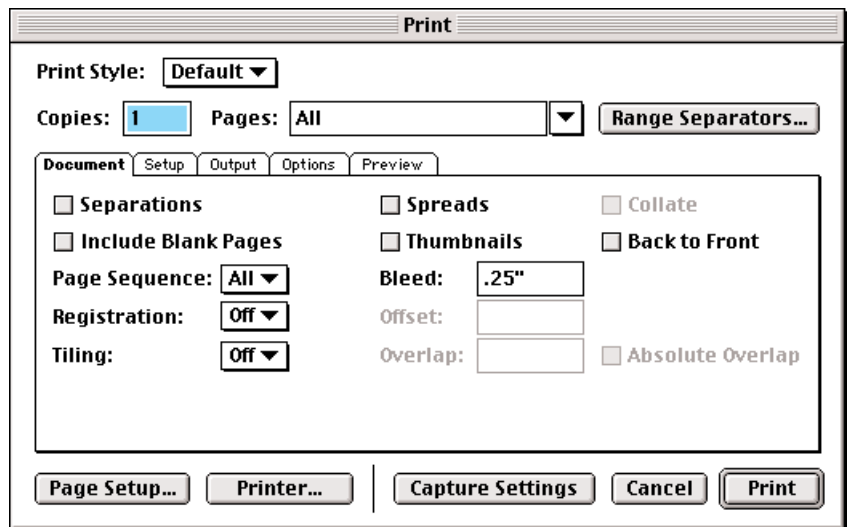 Print
Print Style: Default
Copies: 1 Pages: All Range Separators...
Document Setup Output Options Preview
Separations Spreads Collate
Include Blank Pages Thumbnails Back to Front
Page Sequence: All Bleed: .25"
Registration: Off Offset:
Tiling: Off Overlap: Absolute Overlap
Page Setup... Printer... Capture Settings Cancel Print